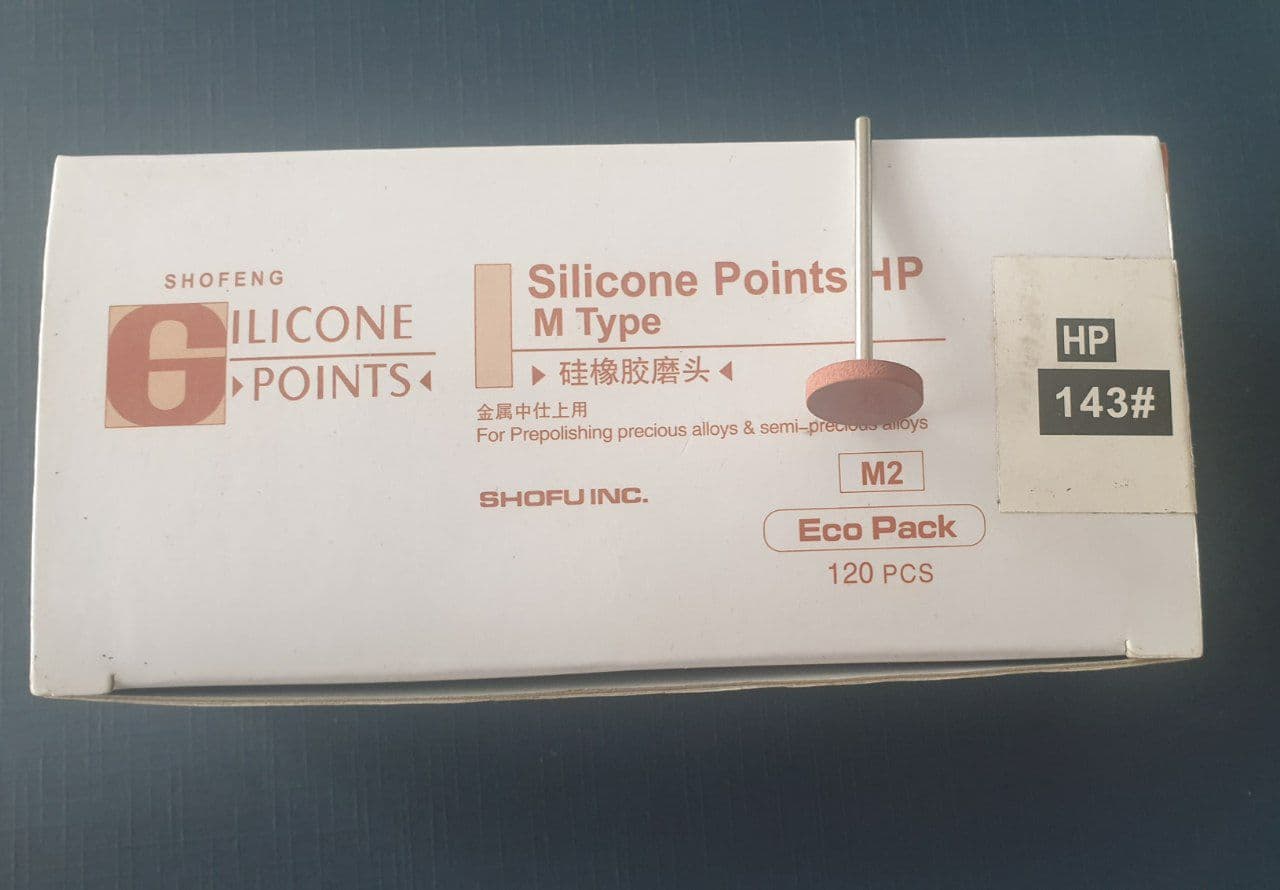 SHOFENG
SILICONE
POINTS
Silicone Points HP
M Type
硅橡胶磨头
金属中仕上用
For Prepolishing precious alloys & semi-precious alloys
SHOFU INC.
M2
Eco Pack
120 PCS
HP
143#